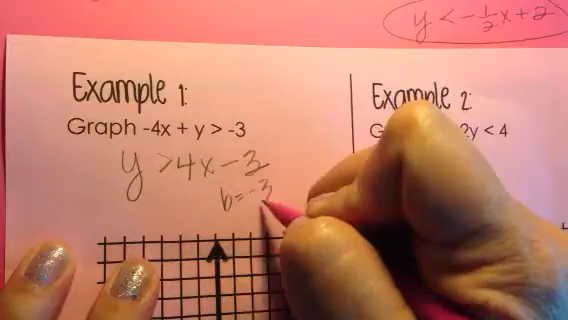 y < -1/2x + 2
Example 1:
Graph -4x + y > -3
y > 4x - 3
b = -3
Example 2:
2y < 4